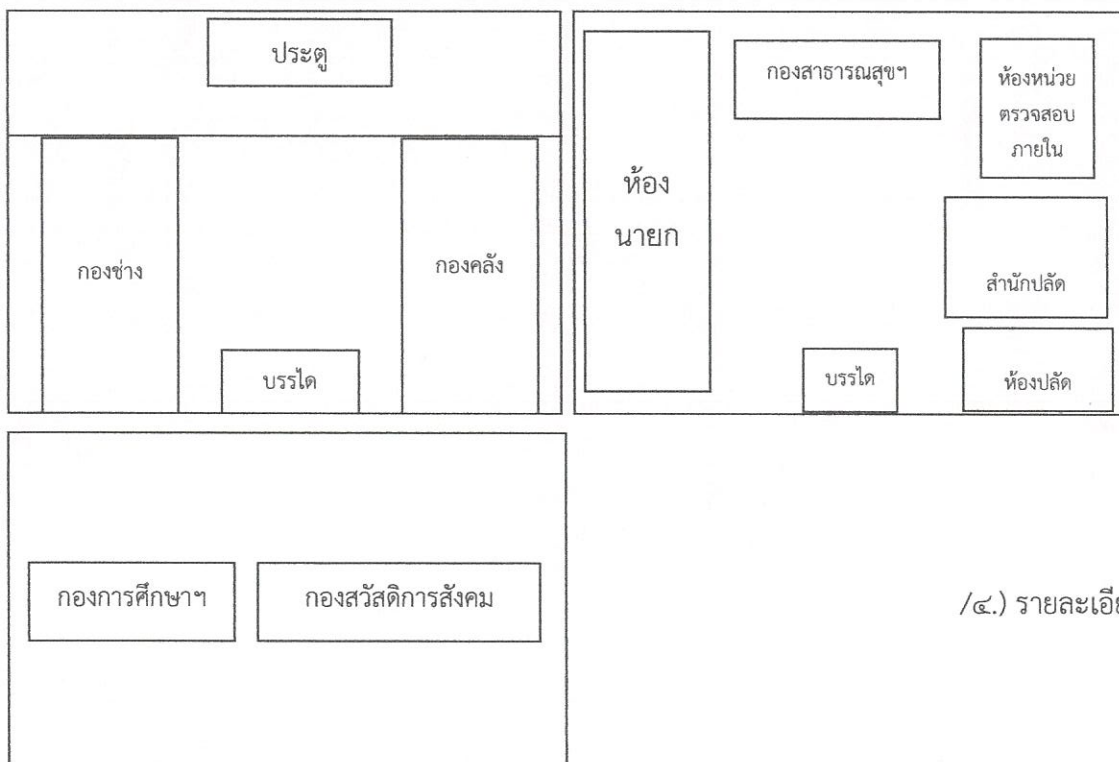 ประตู
กองช่าง
กองคลัง
บรรได
ห้อง
นายก
กองสาธารณสุขฯ
ห้องหน่วย
ตรวจสอบ
ภายใน
สำนักปลัด
บรรได
ห้องปลัด
กองการศึกษาฯ
กองสวัสดิการสังคม
/๔.) รายละเอีย